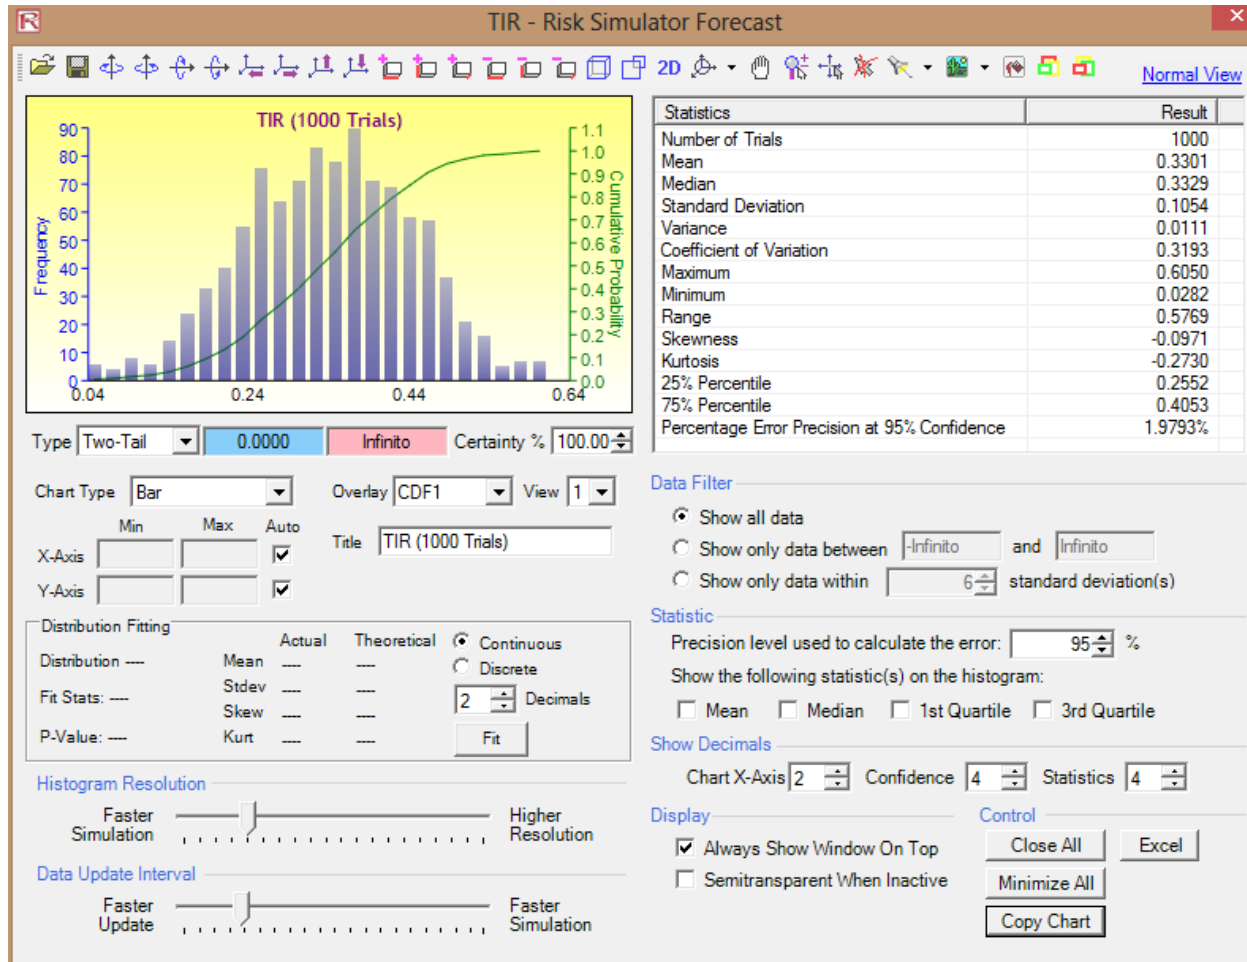 TIR - Risk Simulator Forecast
2D
Normal View
TIR (1000 Trials)
Frequency
90
80
70
60
50
40
30
20
10
0
0.04 0.24 0.44 0.64
1.1
1.0
0.9
0.8
0.7
0.6
0.5
0.4
0.3
0.2
0.1
0.0
Cumulative Probability
Type Two-Tail 0.0000 Infinito Certainty % 100.00
Statistics Result
Number of Trials 1000
Mean 0.3301
Median 0.3329
Standard Deviation 0.1054
Variance 0.0111
Coefficient of Variation 0.3193
Maximum 0.6050
Minimum 0.0282
Range 0.5769
Skewness -0.0971
Kurtosis -0.2730
25% Percentile 0.2552
75% Percentile 0.4053
Percentage Error Precision at 95% Confidence 1.9793%
Chart Type Bar Overlay CDF1 View 1
Min Max Auto
X-Axis
Y-Axis
Title TIR (1000 Trials)
Distribution Fitting
Actual Theoretical
Distribution ---- Mean ---- ----
Stdev ---- ----
Fit Stats: ---- Skew ---- ----
P-Value: ---- Kurt ---- ----
Continuous
Discrete
2 Decimals
Fit
Histogram Resolution
Faster Simulation
Higher Resolution
Data Update Interval
Faster Update
Faster Simulation
Data Filter
Show all data
Show only data between -Infinito and Infinito
Show only data within 6 standard deviation(s)
Statistic
Precision level used to calculate the error: 95 %
Show the following statistic(s) on the histogram:
Mean Median 1st Quartile 3rd Quartile
Show Decimals
Chart X-Axis 2 Confidence 4 Statistics 4
Display
Always Show Window On Top
Semitransparent When Inactive
Control
Close All Excel
Minimize All
Copy Chart